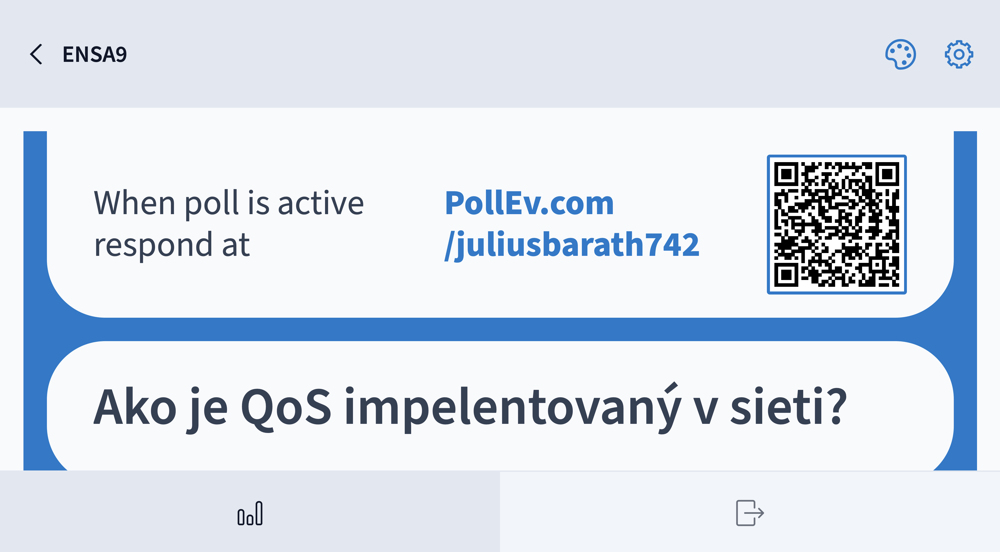 ENSA9
When poll is active
respond at
PollEv.com
/juliusbarath742
Ako je QoS impelentovaný v sieti?